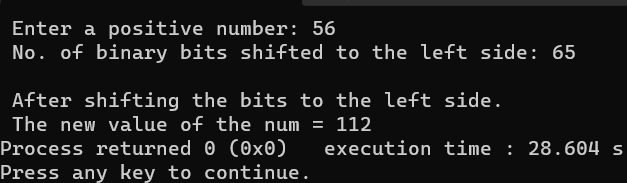 Enter a positive number: 56
No. of binary bits shifted to the left side: 65
After shifting the bits to the left side.
The new value of the num = 112
Process returned 0 (0x0)   execution time : 28.604 s
Press any key to continue.